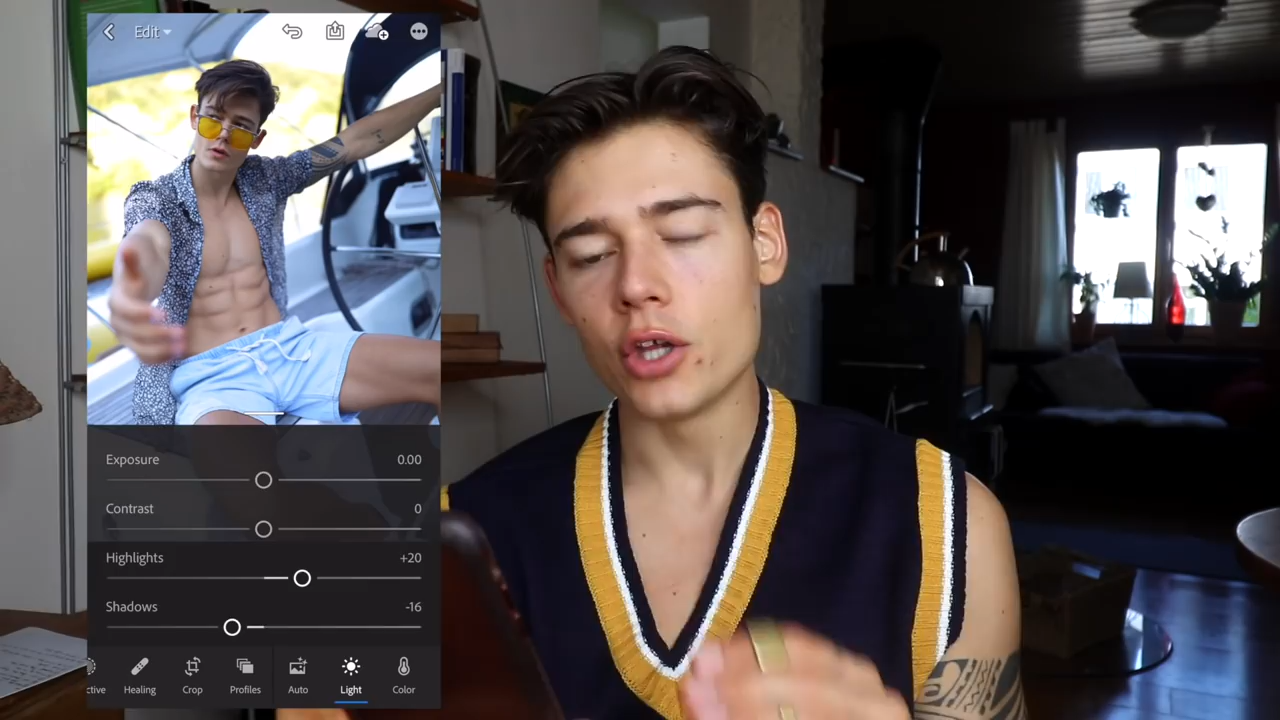 Edit
Exposure 0.00
Contrast 0
Highlights +20
Shadows -16
ctive Healing Crop Profiles Auto Light Color